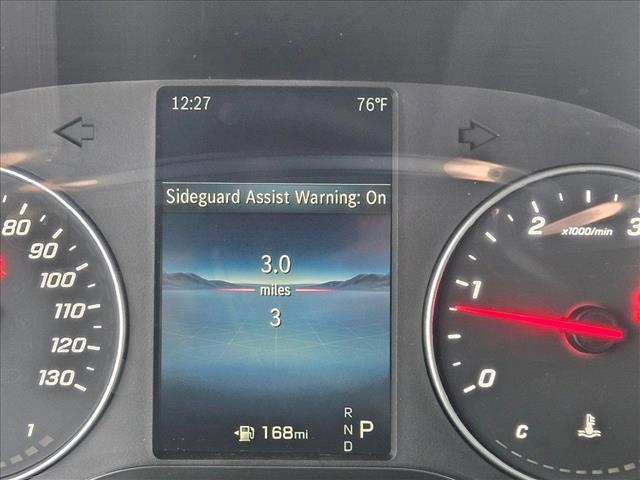 12:27 76°F
Sideguard Assist Warning: On
3.0
miles
3
168mi
R
N P
D
80
90
100
110
120
130
1
3
2
x1000/min
1
0
C